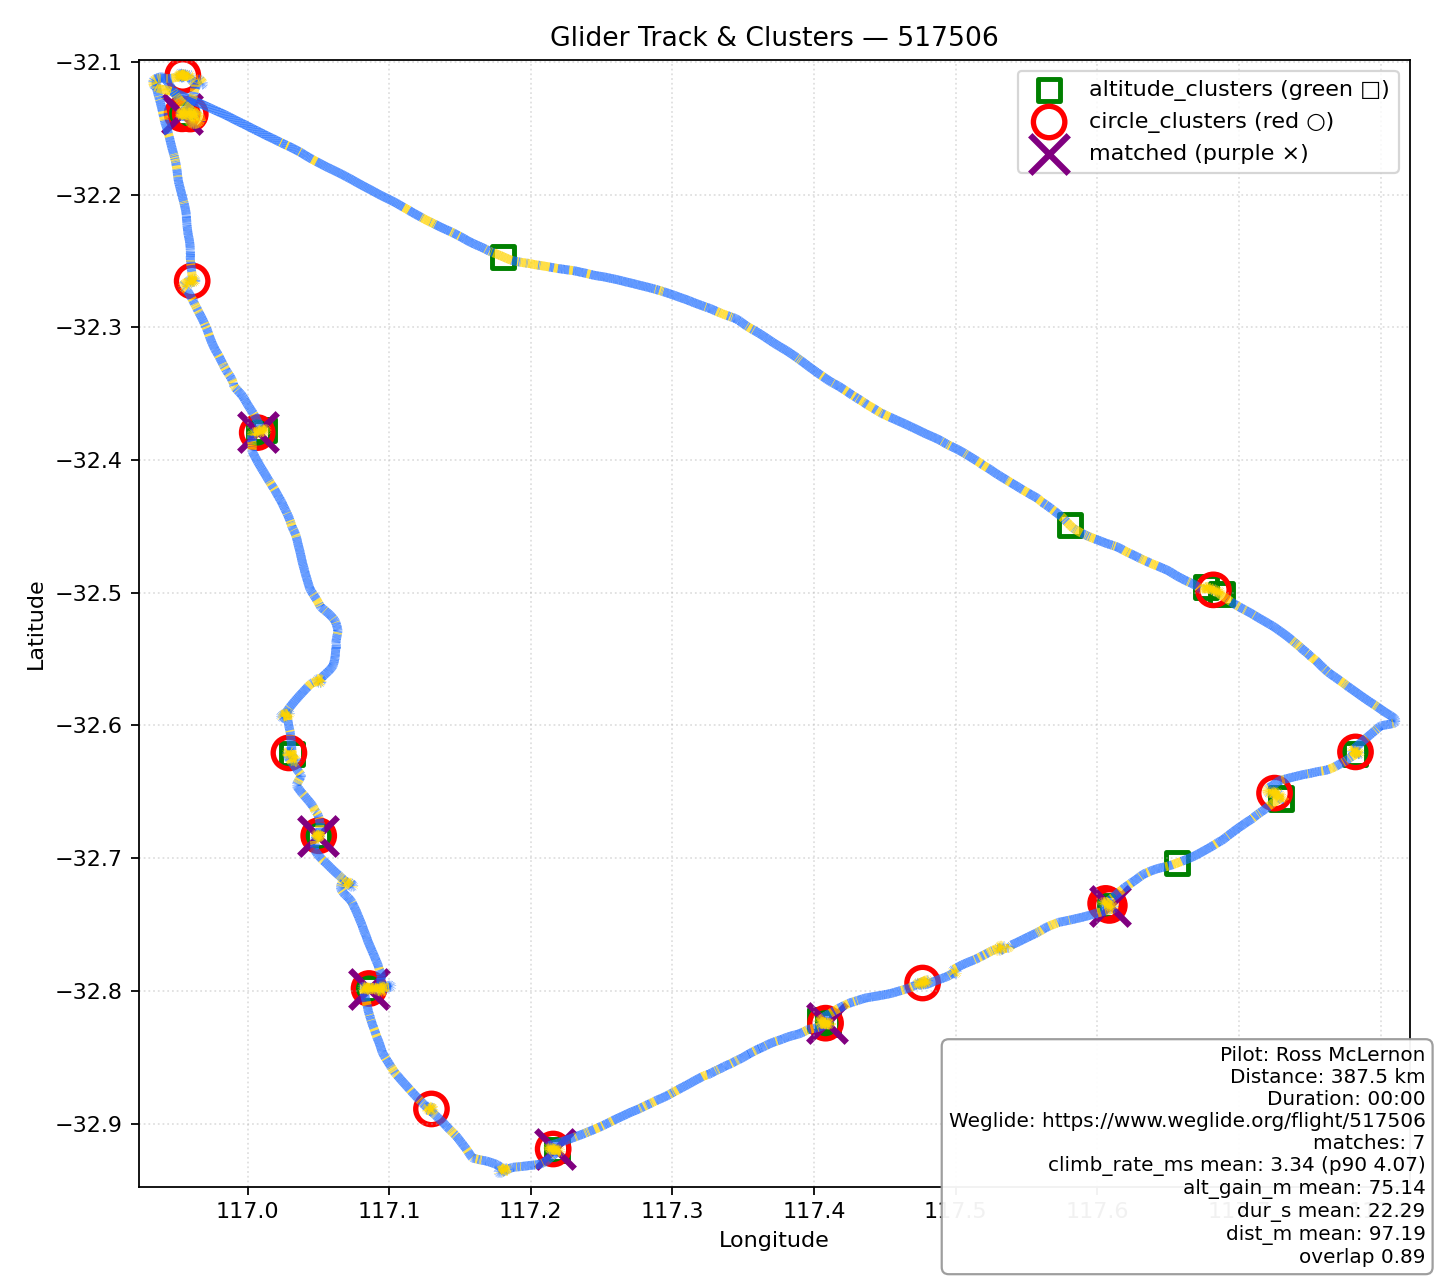 Glider Track & Clusters — 517506
altitude_clusters (green □)
circle_clusters (red ○)
matched (purple ×)
−32.1
−32.2
−32.3
−32.4
−32.5
−32.6
−32.7
−32.8
−32.9
Latitude
117.0
117.1
117.2
117.3
117.4
117.5
117.6
Longitude
Pilot: Ross McLernon
Distance: 387.5 km
Duration: 00:00
Weglide: https://www.weglide.org/flight/517506
matches: 7
climb_rate_ms mean: 3.34 (p90 4.07)
alt_gain_m mean: 75.14
dur_s mean: 22.29
dist_m mean: 97.19
overlap 0.89